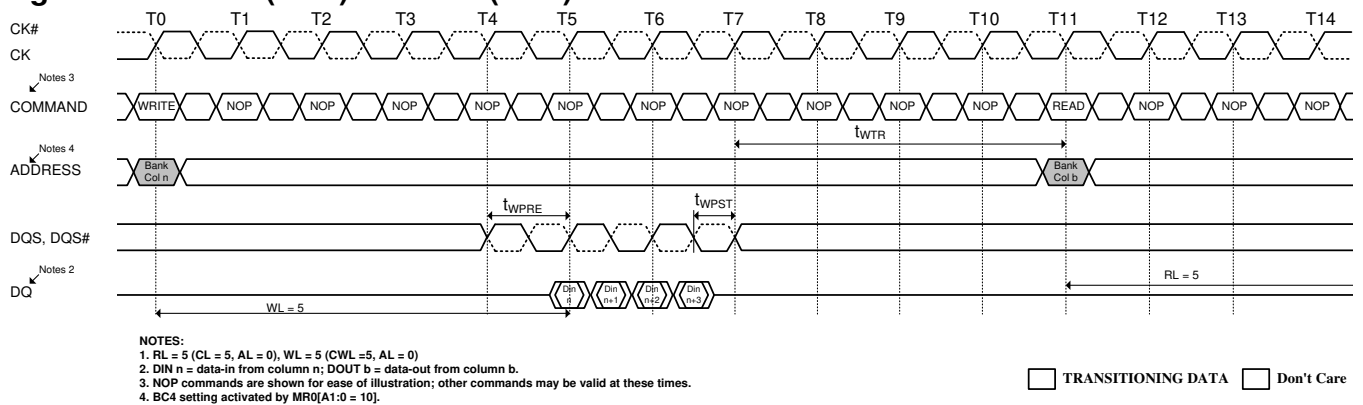 T0 T1 T2 T3 T4 T5 T6 T7 T8 T9 T10 T11 T12 T13 T14
CK#
CK
Notes 3
COMMAND WRITE NOP NOP NOP NOP NOP NOP NOP NOP NOP NOP READ NOP NOP NOP
tWTR
Notes 4
ADDRESS
Bank Col n
Bank Col b
tWPRE
tWPST
DQS, DQS#
Notes 2
DQ
Din n
Din n+1
Din n+2
Din n+3
RL = 5
WL = 5
NOTES:
1. RL = 5 (CL = 5, AL = 0), WL = 5 (CWL =5, AL = 0)
2. DIN n = data-in from column n; DOUT b = data-out from column b.
3. NOP commands are shown for ease of illustration; other commands may be valid at these times.
4. BC4 setting activated by MR0[A1:0 = 10].
TRANSITIONING DATA Don't Care